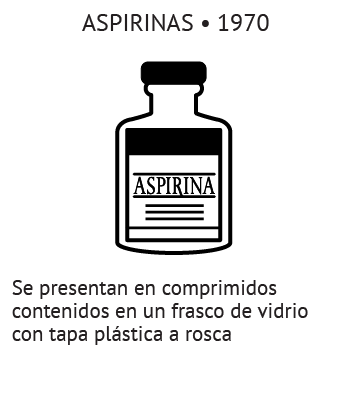 ASPIRINAS • 1970
ASPIRINA
Se presentan en comprimidos
contenidos en un frasco de vidrio
con tapa plástica a rosca